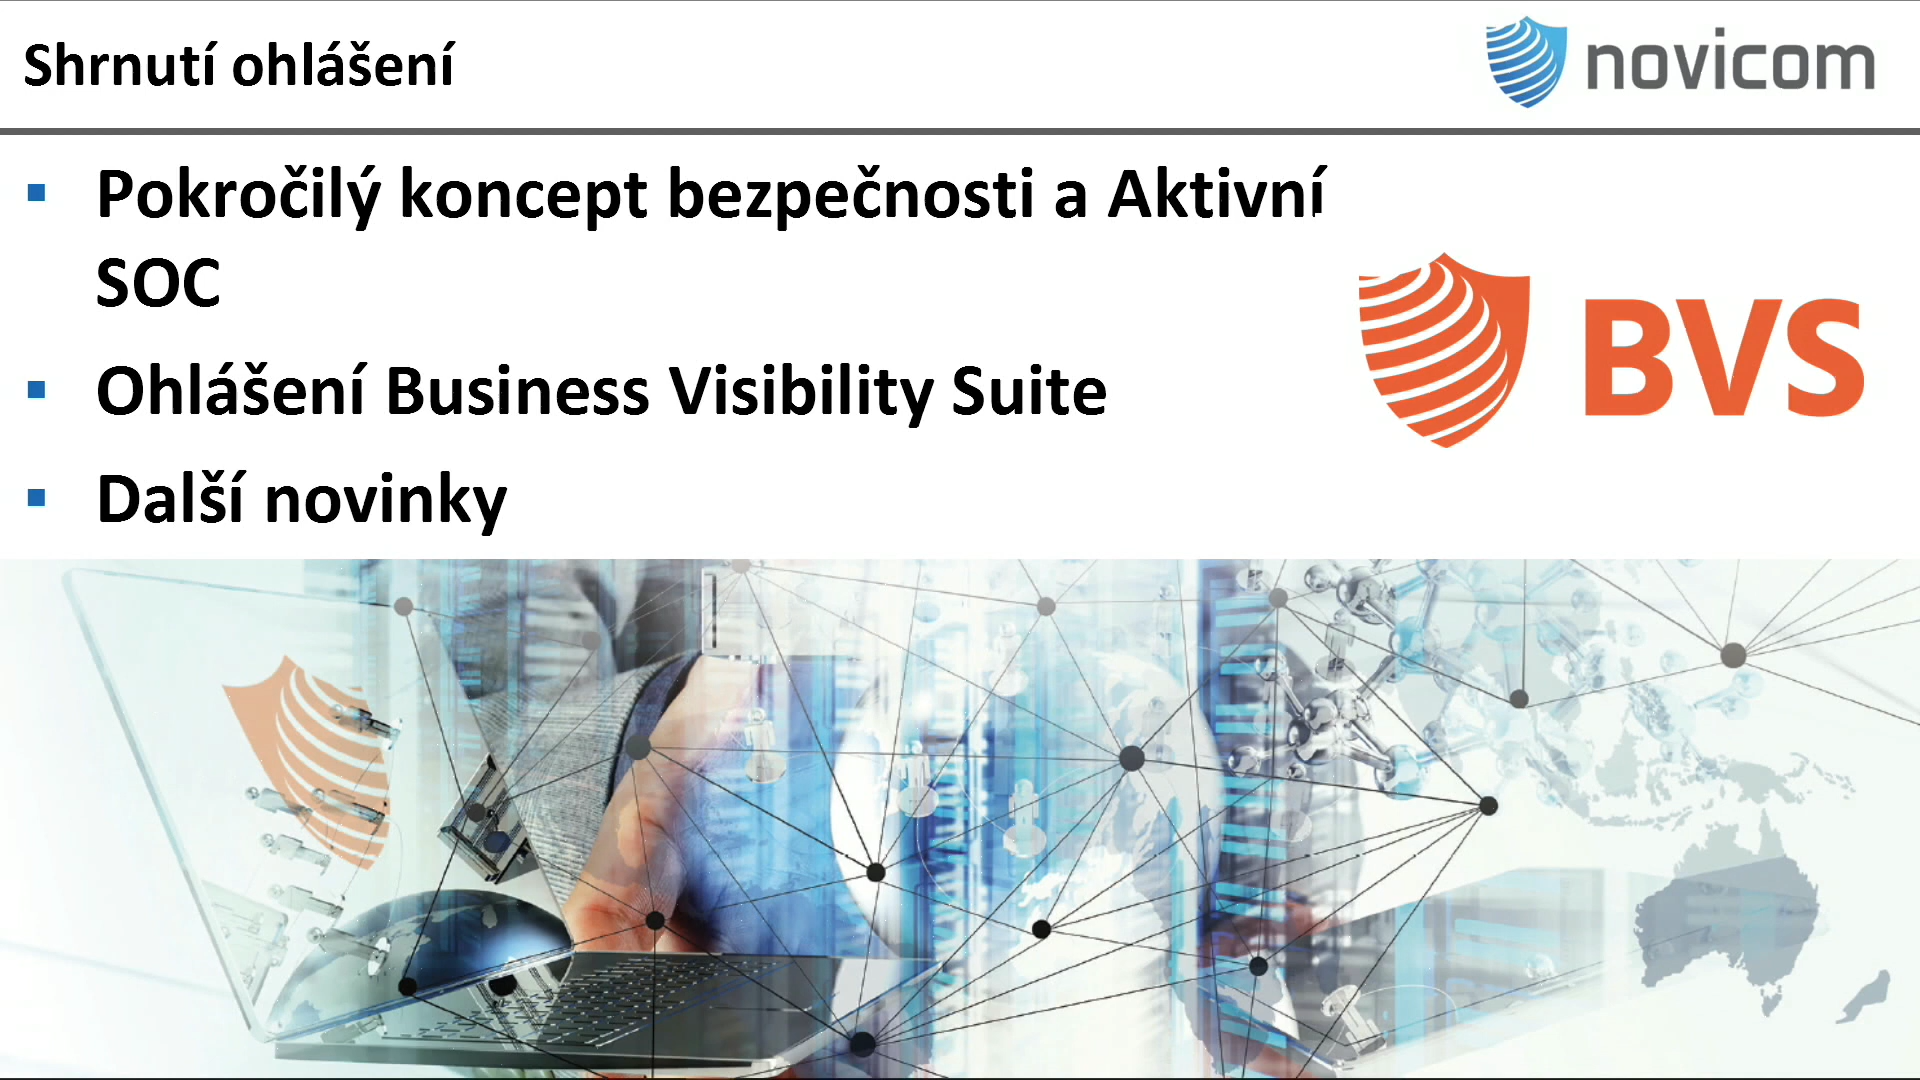 Shrnutí ohlášení
novicom
▪ Pokročilý koncept bezpečnosti a Aktivní
SOC
▪ Ohlášení Business Visibility Suite
▪ Další novinky
BVS